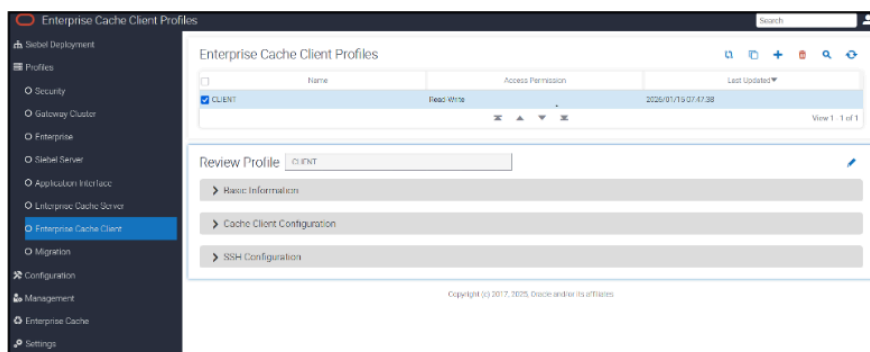 Enterprise Cache Client Profiles
Search
Siebel Deployment
Profiles
Security
Gateway Cluster
Enterprise
Siebel Server
Application Interface
Enterprise Cache Server
Enterprise Cache Client
Migration
Configuration
Management
Enterprise Cache
Settings
Enterprise Cache Client Profiles
Name Access Permission Last Updated
CLIENT Read Write 2026/01/15 07:47:38
View 1 - 1 of 1
Review Profile CLIENT
Basic Information
Cache Client Configuration
SSH Configuration
Copyright (c) 2017, 2025, Oracle and/or its affiliates